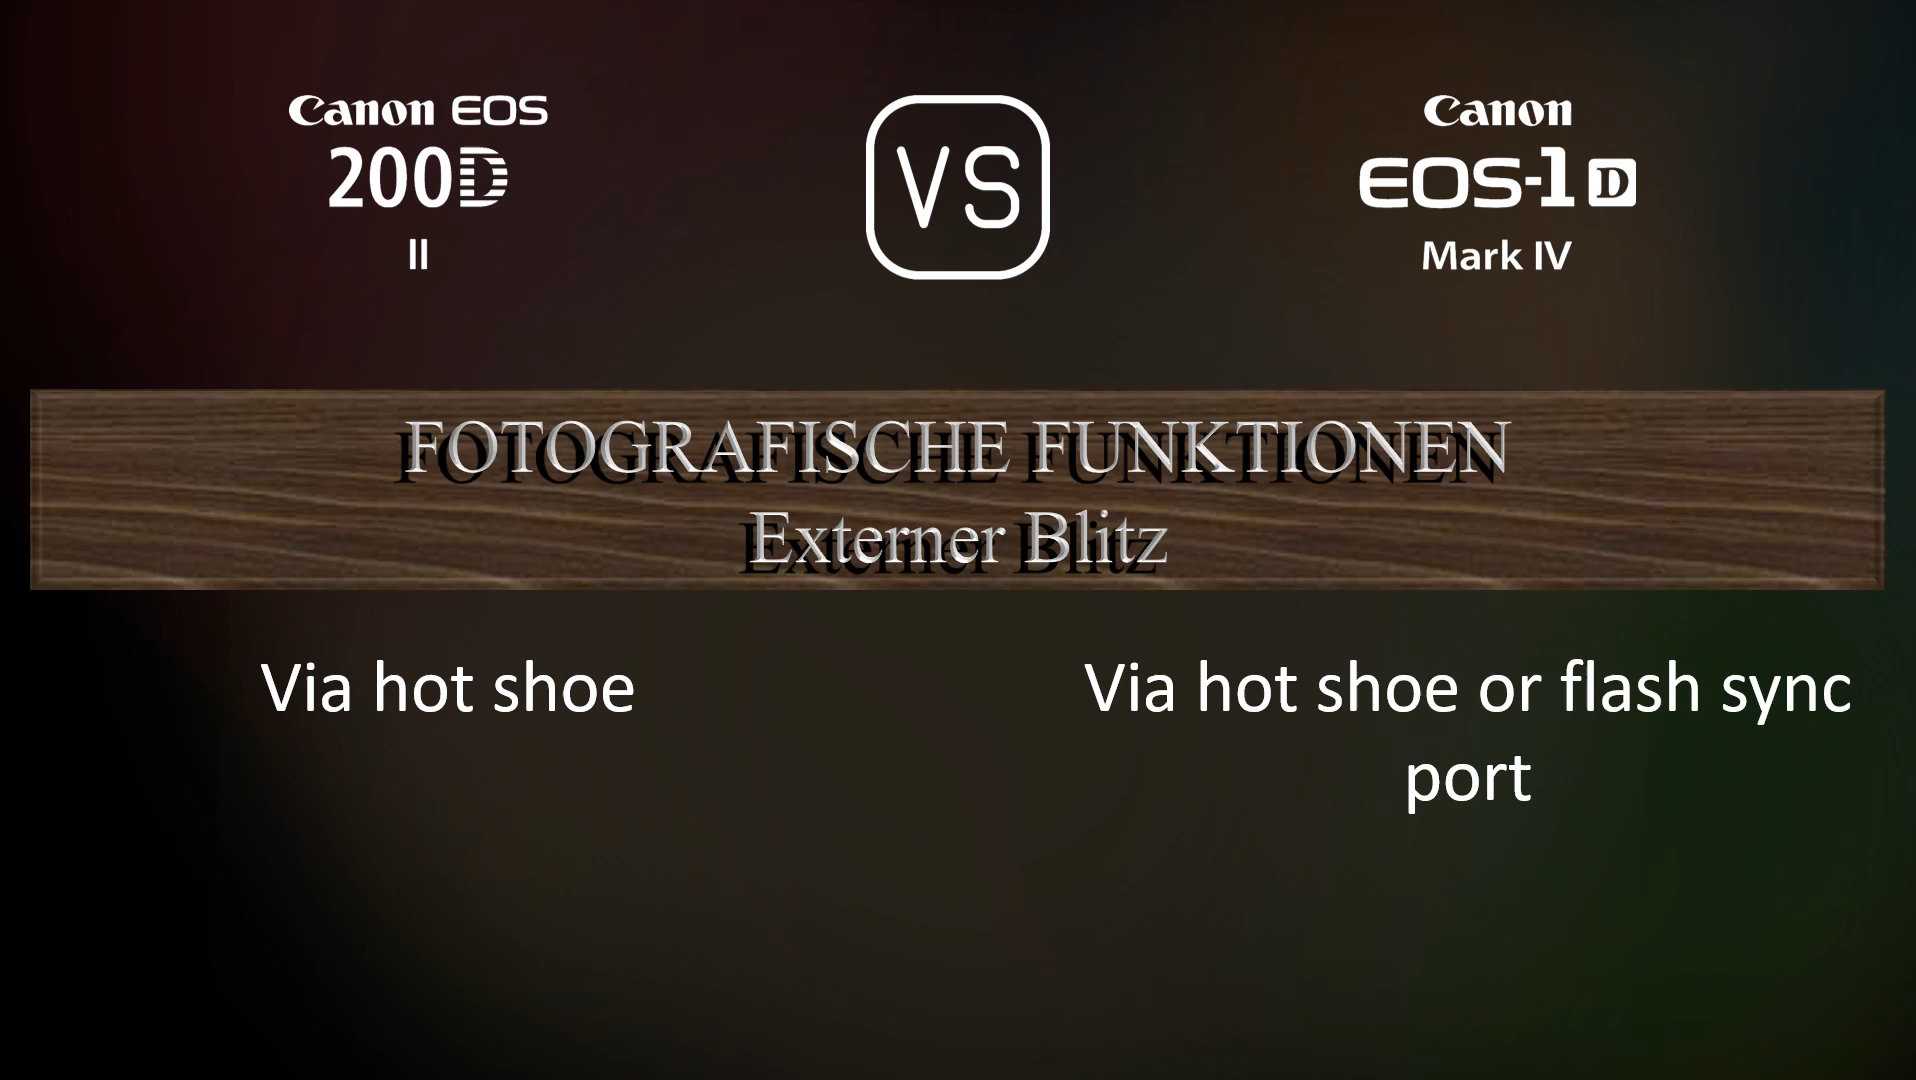 Canon EOS
200D
II
VS
Canon
EOS-1D
Mark IV
FOTOGRAFISCHE FUNKTIONEN
Externer Blitz
Via hot shoe
Via hot shoe or flash sync
port